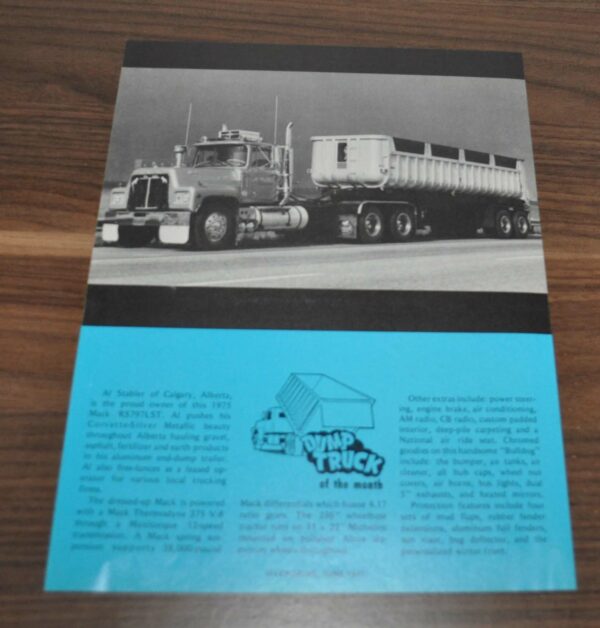 Al Stabler of Calgary, Alberta,
is the proud owner of this 1975
Mack RS797LST. Al pushes his
Corvette-Silver Metallic beauty
throughout Alberta hauling gravel,
asphalt, fertilizer and earth products
in his aluminum end-dump trailer.
Al also free-lances as a leased op-
erator for various local trucking
firms.
The dressed-up Mack is powered
with a Mack Thermodyne 375 V-8
through a Maxitorque 12-speed
transmission. A Mack spring sus-
pension supports 38,000-pound
DUMP
TRUCK
of the month
Mack differentials which house 4.17
ratio gears. The
wheelbase
tractor runs on 11 x
Michelins
mounted on
wheels throughout.
Other extras include: power steer-
ing, engine brake, air conditioning,
AM radio, CB radio, custom padded
interior, deep-pile carpeting and a
National air ride seat. Chromed
goodies on this handsome "Bulldog"
include: the bumper, air tanks, air
cleaner, all hub caps, wheel nut
covers, air horns, bus lights, dual
5" exhausts, and heated mirrors.
Protection features include four
sets of mud flaps, rubber fender
extensions, aluminum full fenders,
sun visor, bug deflector, and the
personalized winter front.
JUNE